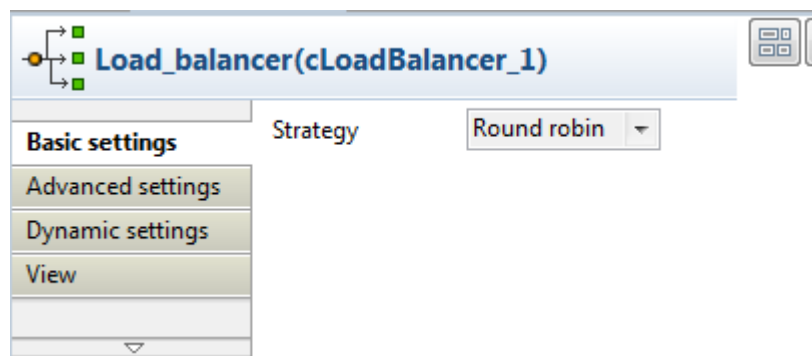 Load_balancer(cLoadBalancer_1)
Basic settings
Strategy
Round robin
Advanced settings
Dynamic settings
View